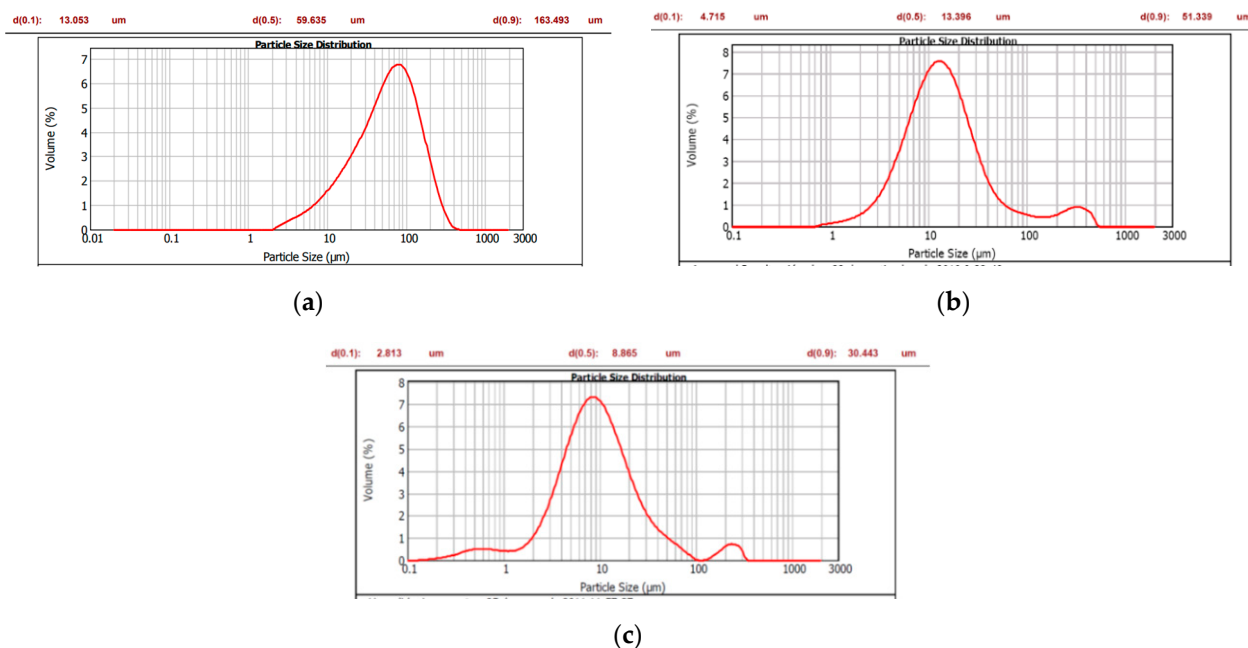 d(0.1): 13.053 um d(0.5): 59.635 um d(0.9): 163.493 um
Particle Size Distribution
7
6
5
4
3
2
1
0
Volume (%)
0.01 0.1 1 10 100 1000 3000
Particle Size (µm)
(a)
d(0.1): 4.715 um d(0.5): 13.396 um d(0.9): 51.339 um
Particle Size Distribution
8
7
6
5
4
3
2
1
0
Volume (%)
0.1 1 10 100 1000 3000
Particle Size (µm)
(b)
d(0.1): 2.813 um d(0.5): 8.865 um d(0.9): 30.443 um
Particle Size Distribution
8
7
6
5
4
3
2
1
0
Volume (%)
0.1 1 10 100 1000 3000
Particle Size (µm)
(c)